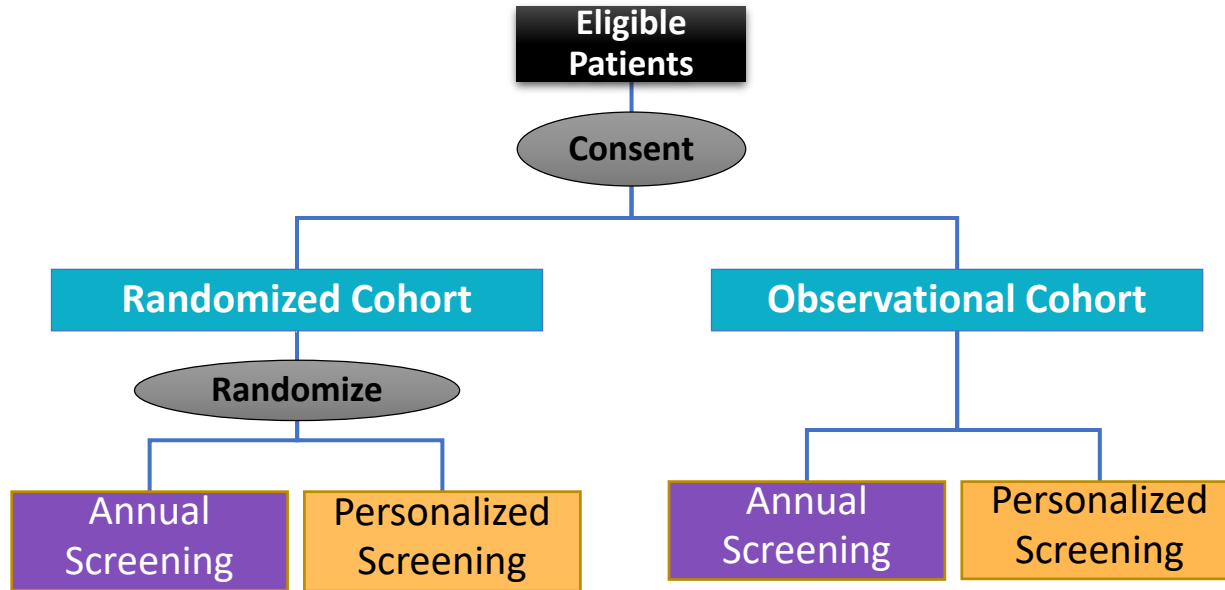 Eligible
Patients
Consent
Randomized Cohort
Observational Cohort
Randomize
Annual
Screening
Personalized
Screening
Annual
Screening
Personalized
Screening